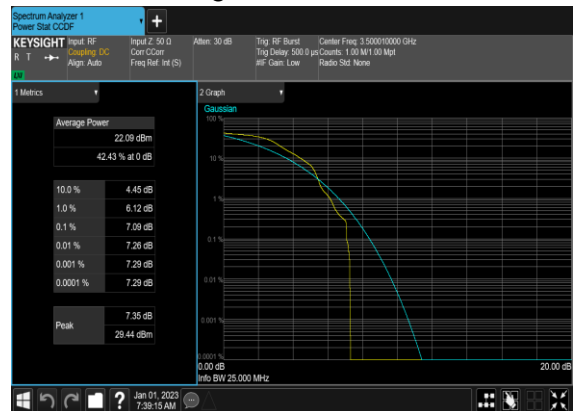 Spectrum Analyzer 1
Power Stat CCDF
+
KEYSIGHT
R T
LW
Input: RF
Coupling: DC
Align: Auto
Input Z: 50 Ω
Corr CCorr
Freq Ref: Int (S)
Atten: 30 dB
Trig: RF Burst
Trig Delay: 500.0 µs
#IF Gain: Low
Center Freq: 3.500010000 GHz
Counts: 1.00 M/1.00 Mpt
Radio Std: None
1 Metrics
Average Power
22.09 dBm
42.43 % at 0 dB
10.0 % 4.45 dB
1.0 % 6.12 dB
0.1 % 7.09 dB
0.01 % 7.26 dB
0.001 % 7.29 dB
0.0001 % 7.29 dB
Peak 7.35 dB
29.44 dBm
2 Graph
Gaussian
100 %
10 %
1 %
0.1 %
0.01 %
0.001 %
0.0001 %
0.00 dB 20.00 dB
Info BW 25.000 MHz
? Jan 01, 2023
7:39:15 AM